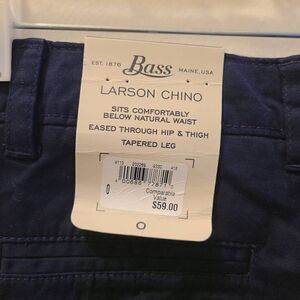 EST. 1876 Bass MAINE, USA
LARSON CHINO
SITS COMFORTABLY
BELOW NATURAL WAIST
EASED THROUGH HIP & THIGH
TAPERED LEG
Comparable
Value
$59.00